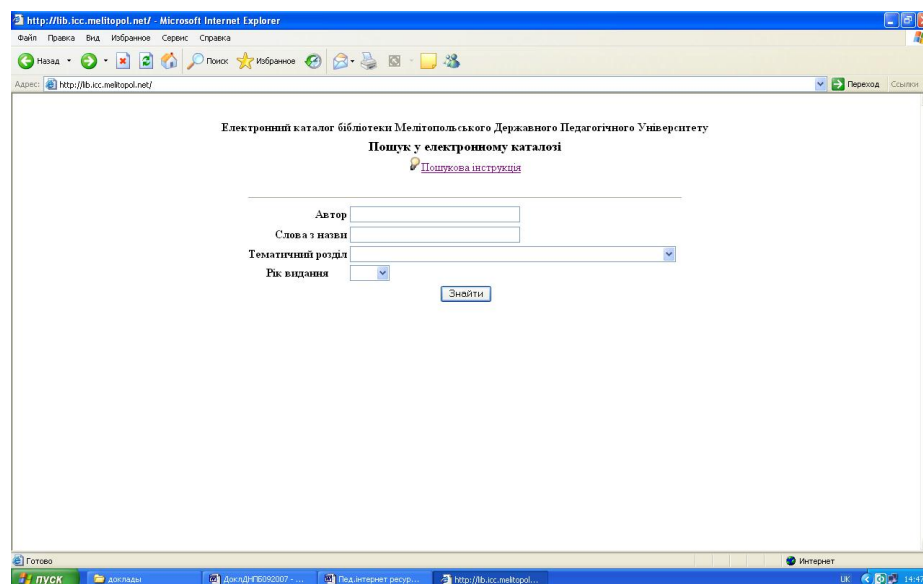 http://lib.icc.melitopol.net/ - Microsoft Internet Explorer
Файл Правка Вид Избранное Сервис Справка
Назад Поиск Избранное
Адрес: http://lib.icc.melitopol.net/ Переход Ссылки
Електронний каталог бібліотеки Мелітопольського Державного Педагогічного Університету
Пошук у електронному каталозі
Пошукова інструкція
Автор
Слова з назви
Тематичний розділ
Рік видання
Знайти
Готово Интернет
пуск доклады ДоклДНПБ092007 - ... Пед.інтернет ресур... http://lib.icc.melitopol... UK